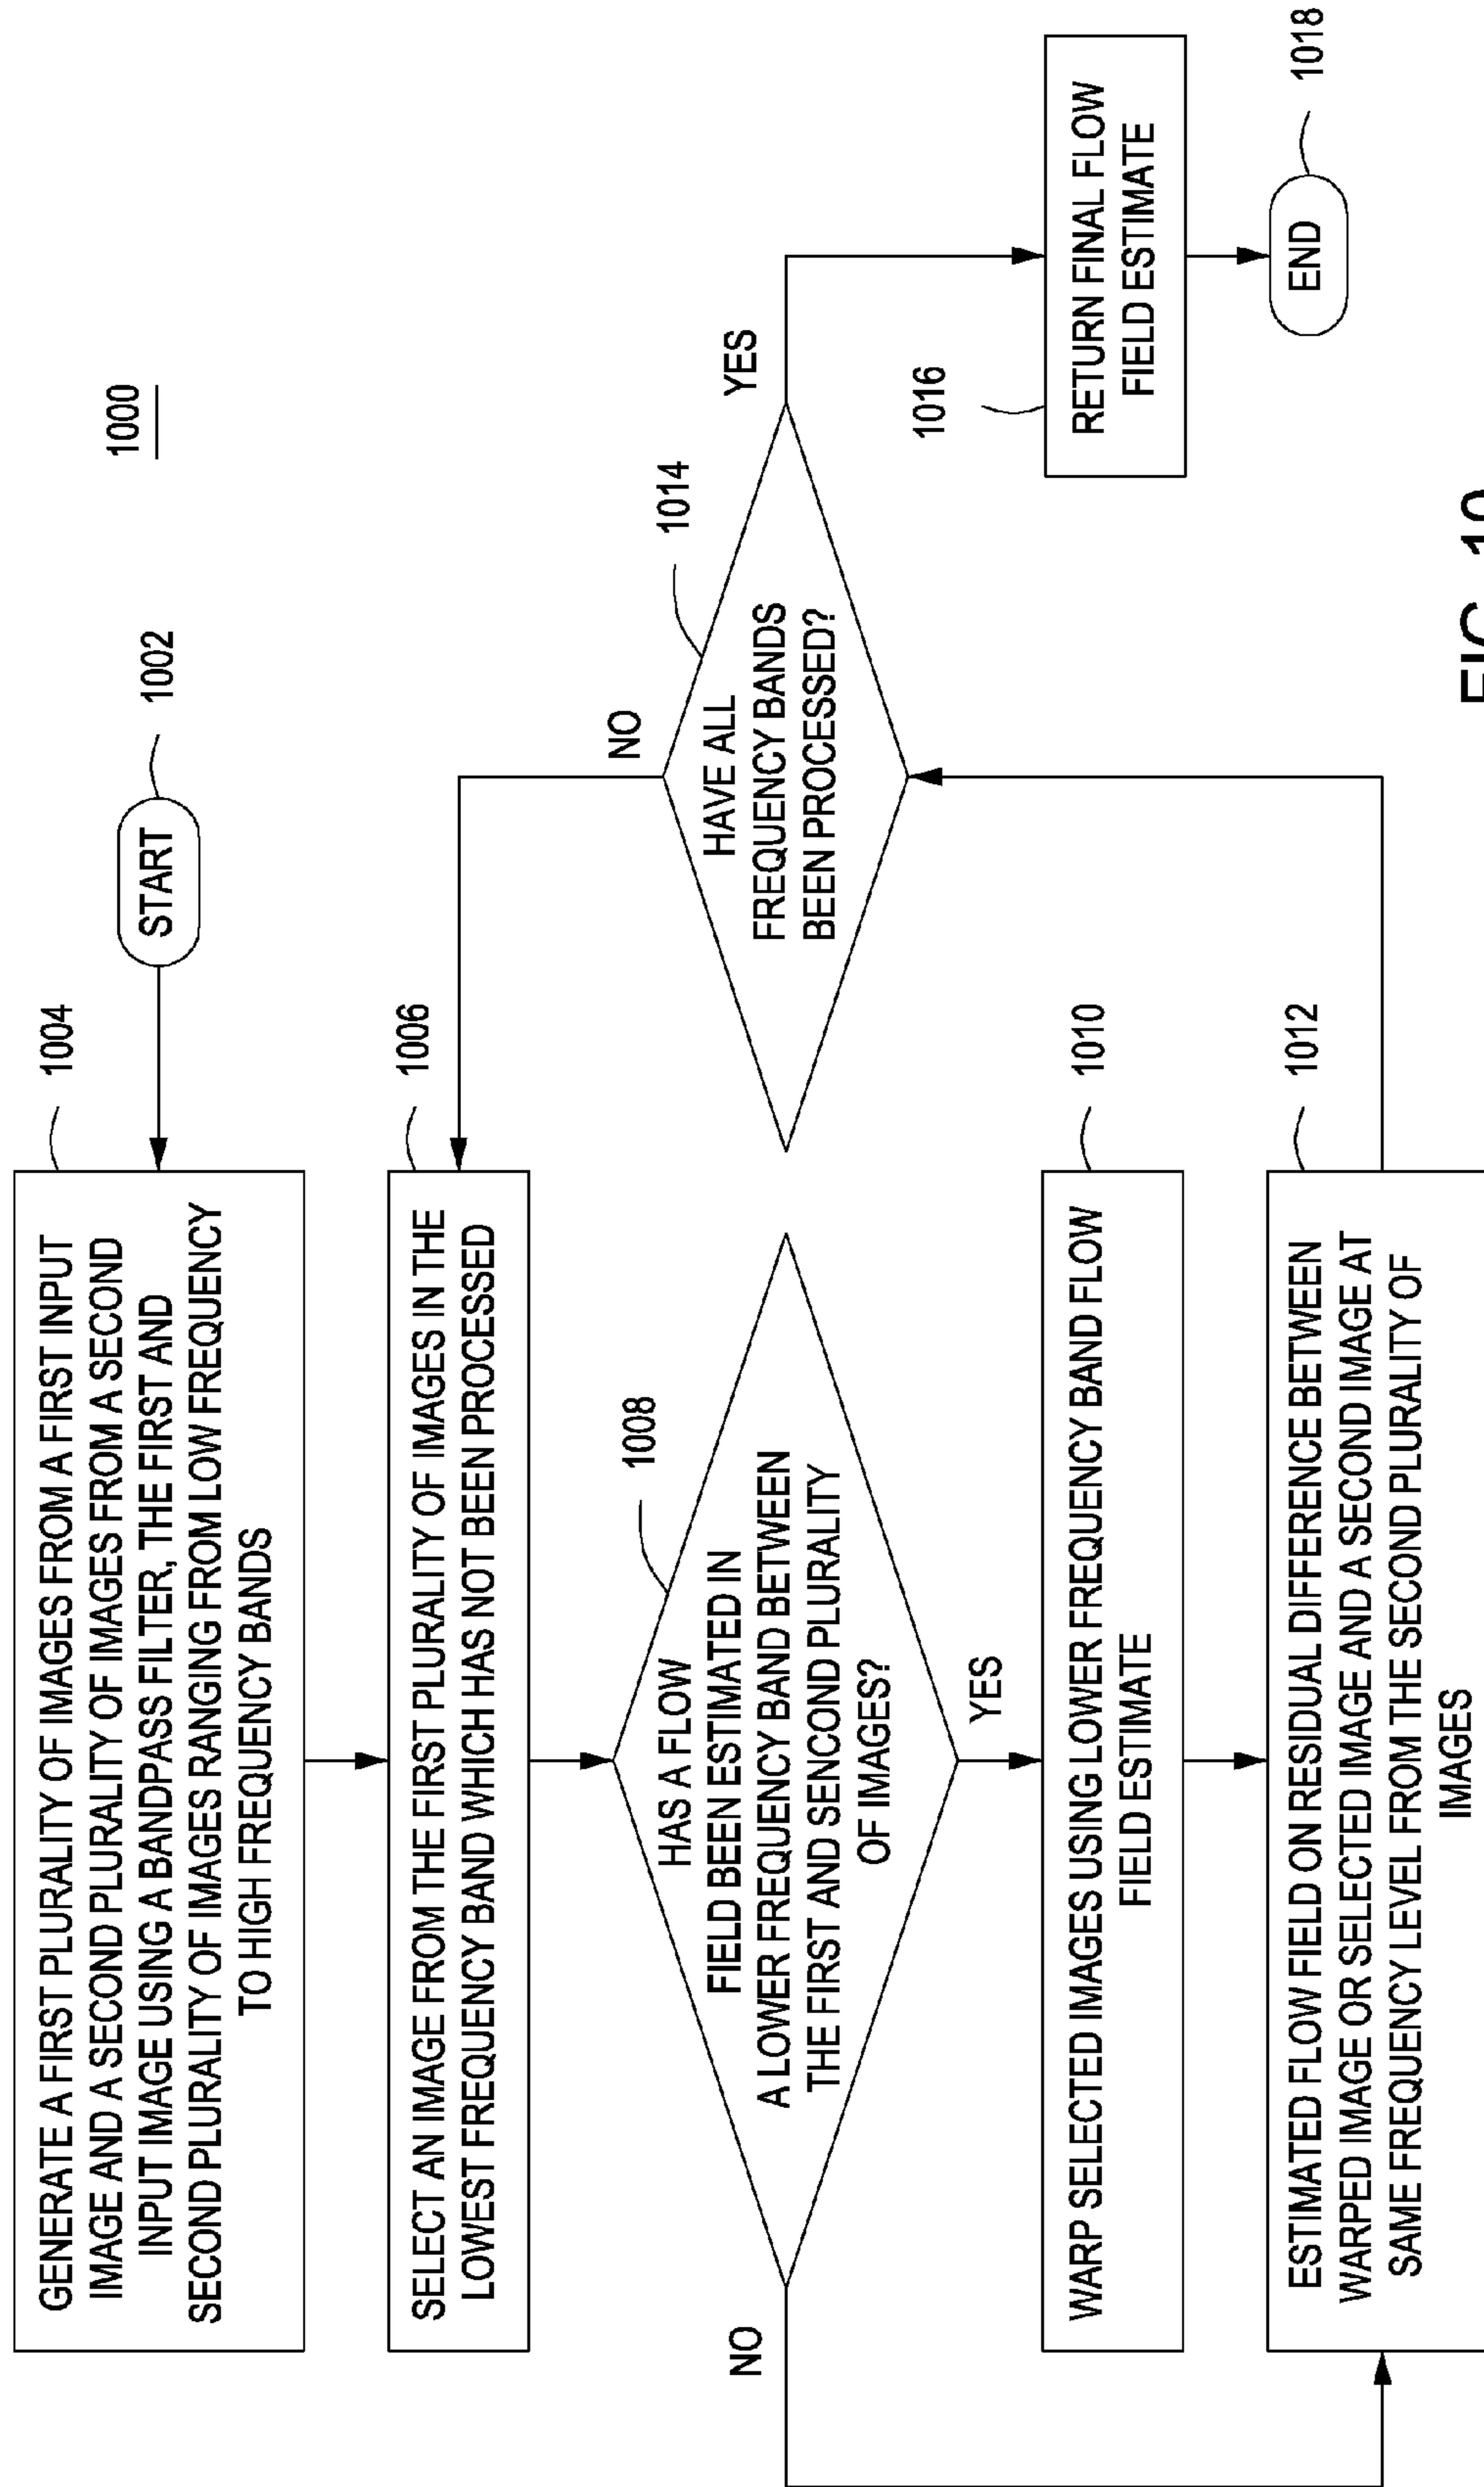 1000
START
1002
1004
GENERATE A FIRST PLURALITY OF IMAGES FROM A FIRST INPUT
IMAGE AND A SECOND PLURALITY OF IMAGES FROM A SECOND
INPUT IMAGE USING A BANDPASS FILTER, THE FIRST AND
SECOND PLURALITY OF IMAGES RANGING FROM LOW FREQUENCY
TO HIGH FREQUENCY BANDS
1006
SELECT AN IMAGE FROM THE FIRST PLURALITY OF IMAGES IN THE
LOWEST FREQUENCY BAND WHICH HAS NOT BEEN PROCESSED
1008
HAS A FLOW
FIELD BEEN ESTIMATED IN
A LOWER FREQUENCY BAND BETWEEN
THE FIRST AND SENCOND PLURALITY
OF IMAGES?
NO
YES
1010
WARP SELECTED IMAGES USING LOWER FREQUENCY BAND FLOW
FIELD ESTIMATE
1012
ESTIMATED FLOW FIELD ON RESIDUAL DIFFERENCE BETWEEN
WARPED IMAGE OR SELECTED IMAGE AND A SECOND IMAGE AT
SAME FREQUENCY LEVEL FROM THE SECOND PLURALITY OF
IMAGES
1014
HAVE ALL
FREQUENCY BANDS
BEEN PROCESSED?
NO
YES
1016
RETURN FINAL FLOW
FIELD ESTIMATE
END
1018
FIG. 10